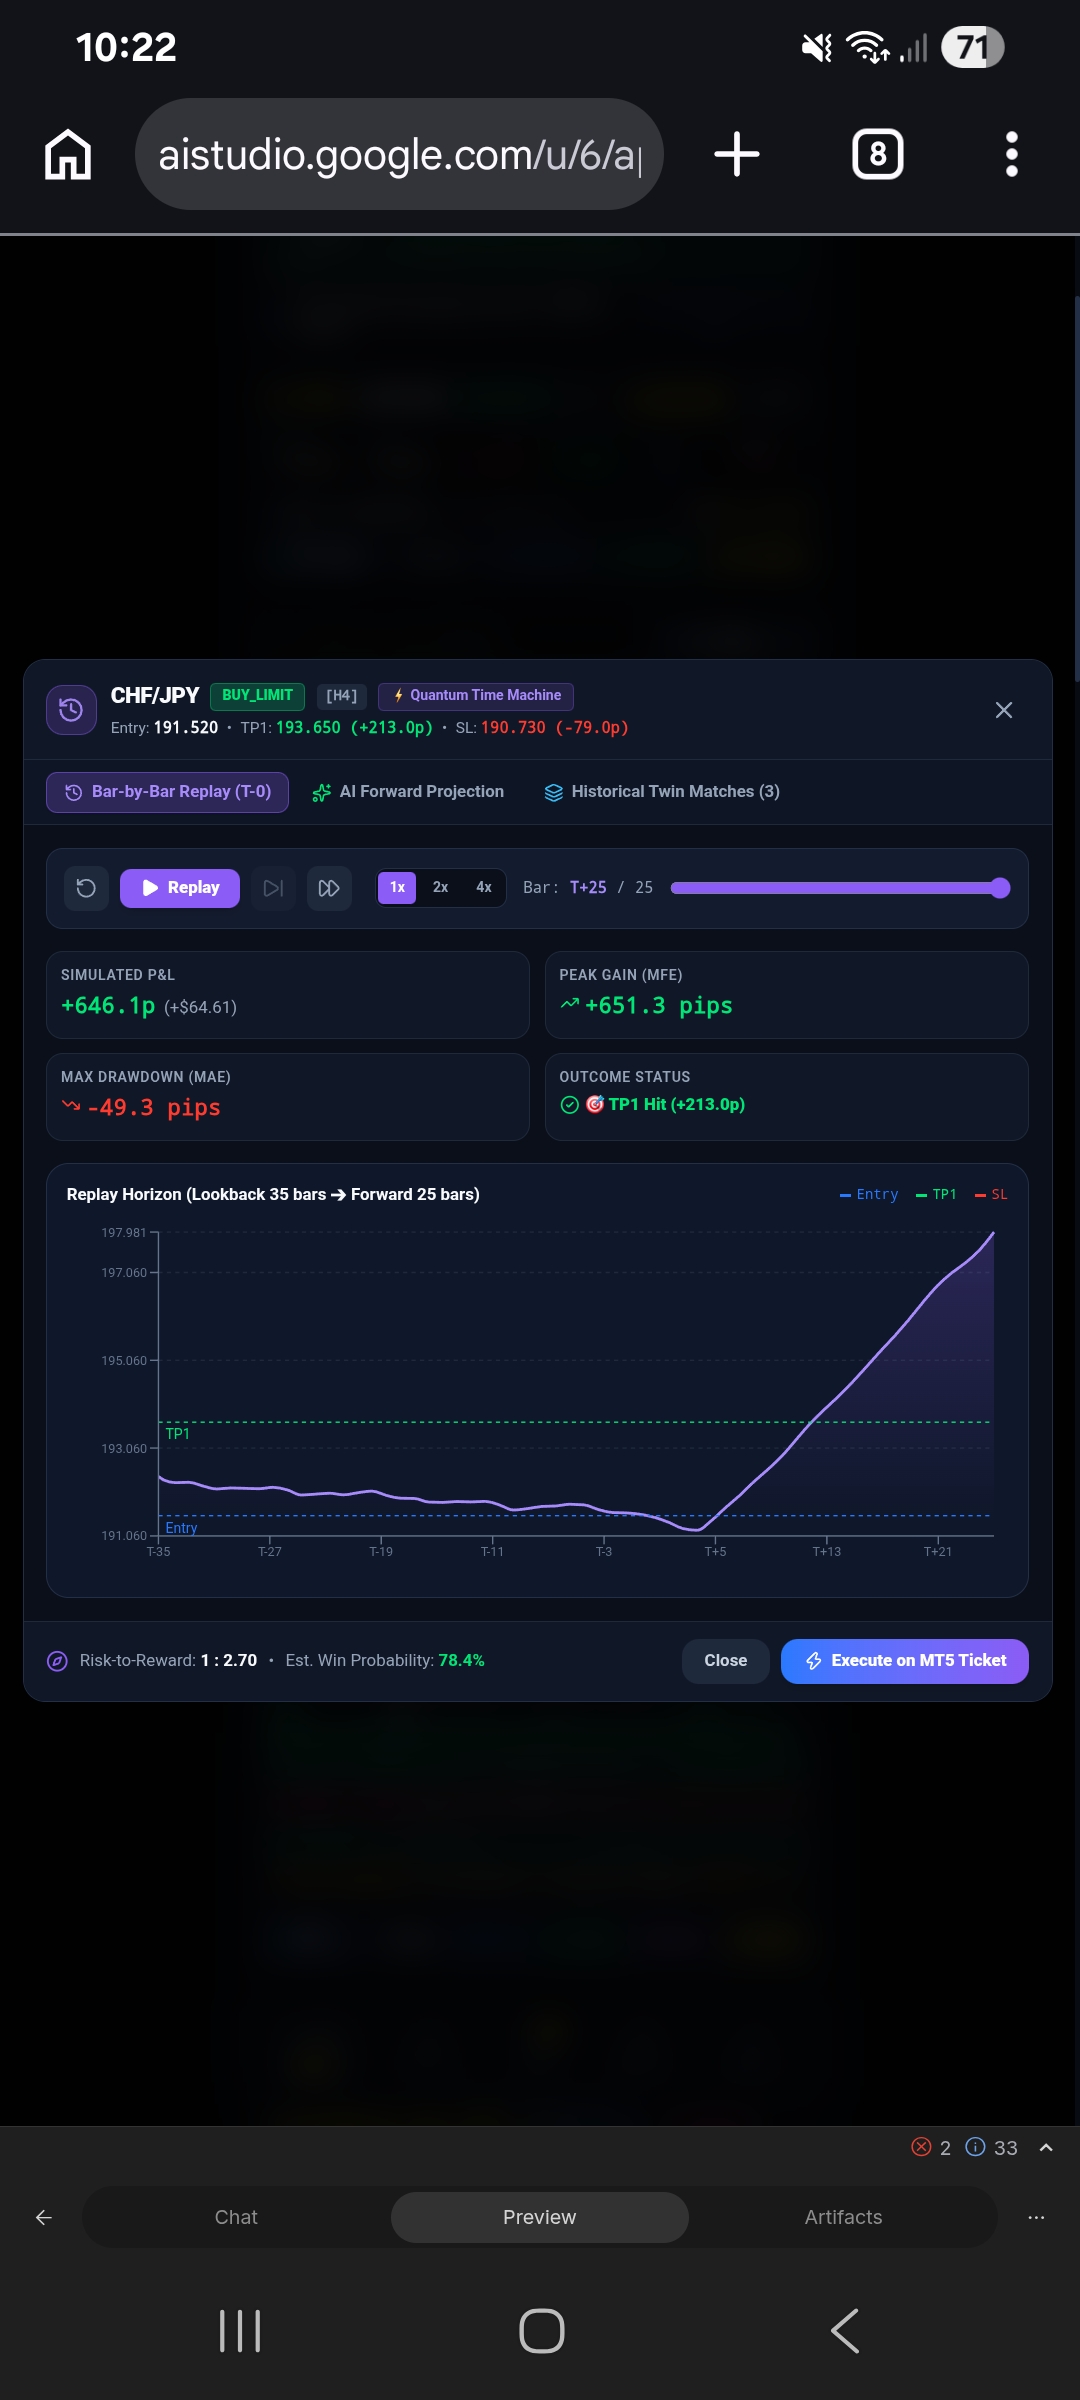 10:22
71
aistudio.google.com/u/6/a
8
CHF/JPY BUY_LIMIT [H4] ⚡ Quantum Time Machine
Entry: 191.520 • TP1: 193.650 (+213.0p) • SL: 190.730 (-79.0p)
Bar-by-Bar Replay (T-0) AI Forward Projection Historical Twin Matches (3)
Replay 1x 2x 4x Bar: T+25 / 25
SIMULATED P&L
+646.1p (+$64.61)
PEAK GAIN (MFE)
+651.3 pips
MAX DRAWDOWN (MAE)
-49.3 pips
OUTCOME STATUS
🎯 TP1 Hit (+213.0p)
Replay Horizon (Lookback 35 bars ➔ Forward 25 bars) Entry TP1 SL
197.981
197.060
195.060
TP1
193.060
Entry
191.060
T-35 T-27 T-19 T-11 T-3 T+5 T+13 T+21
Risk-to-Reward: 1 : 2.70 • Est. Win Probability: 78.4% Close Execute on MT5 Ticket
2 33
Chat Preview Artifacts